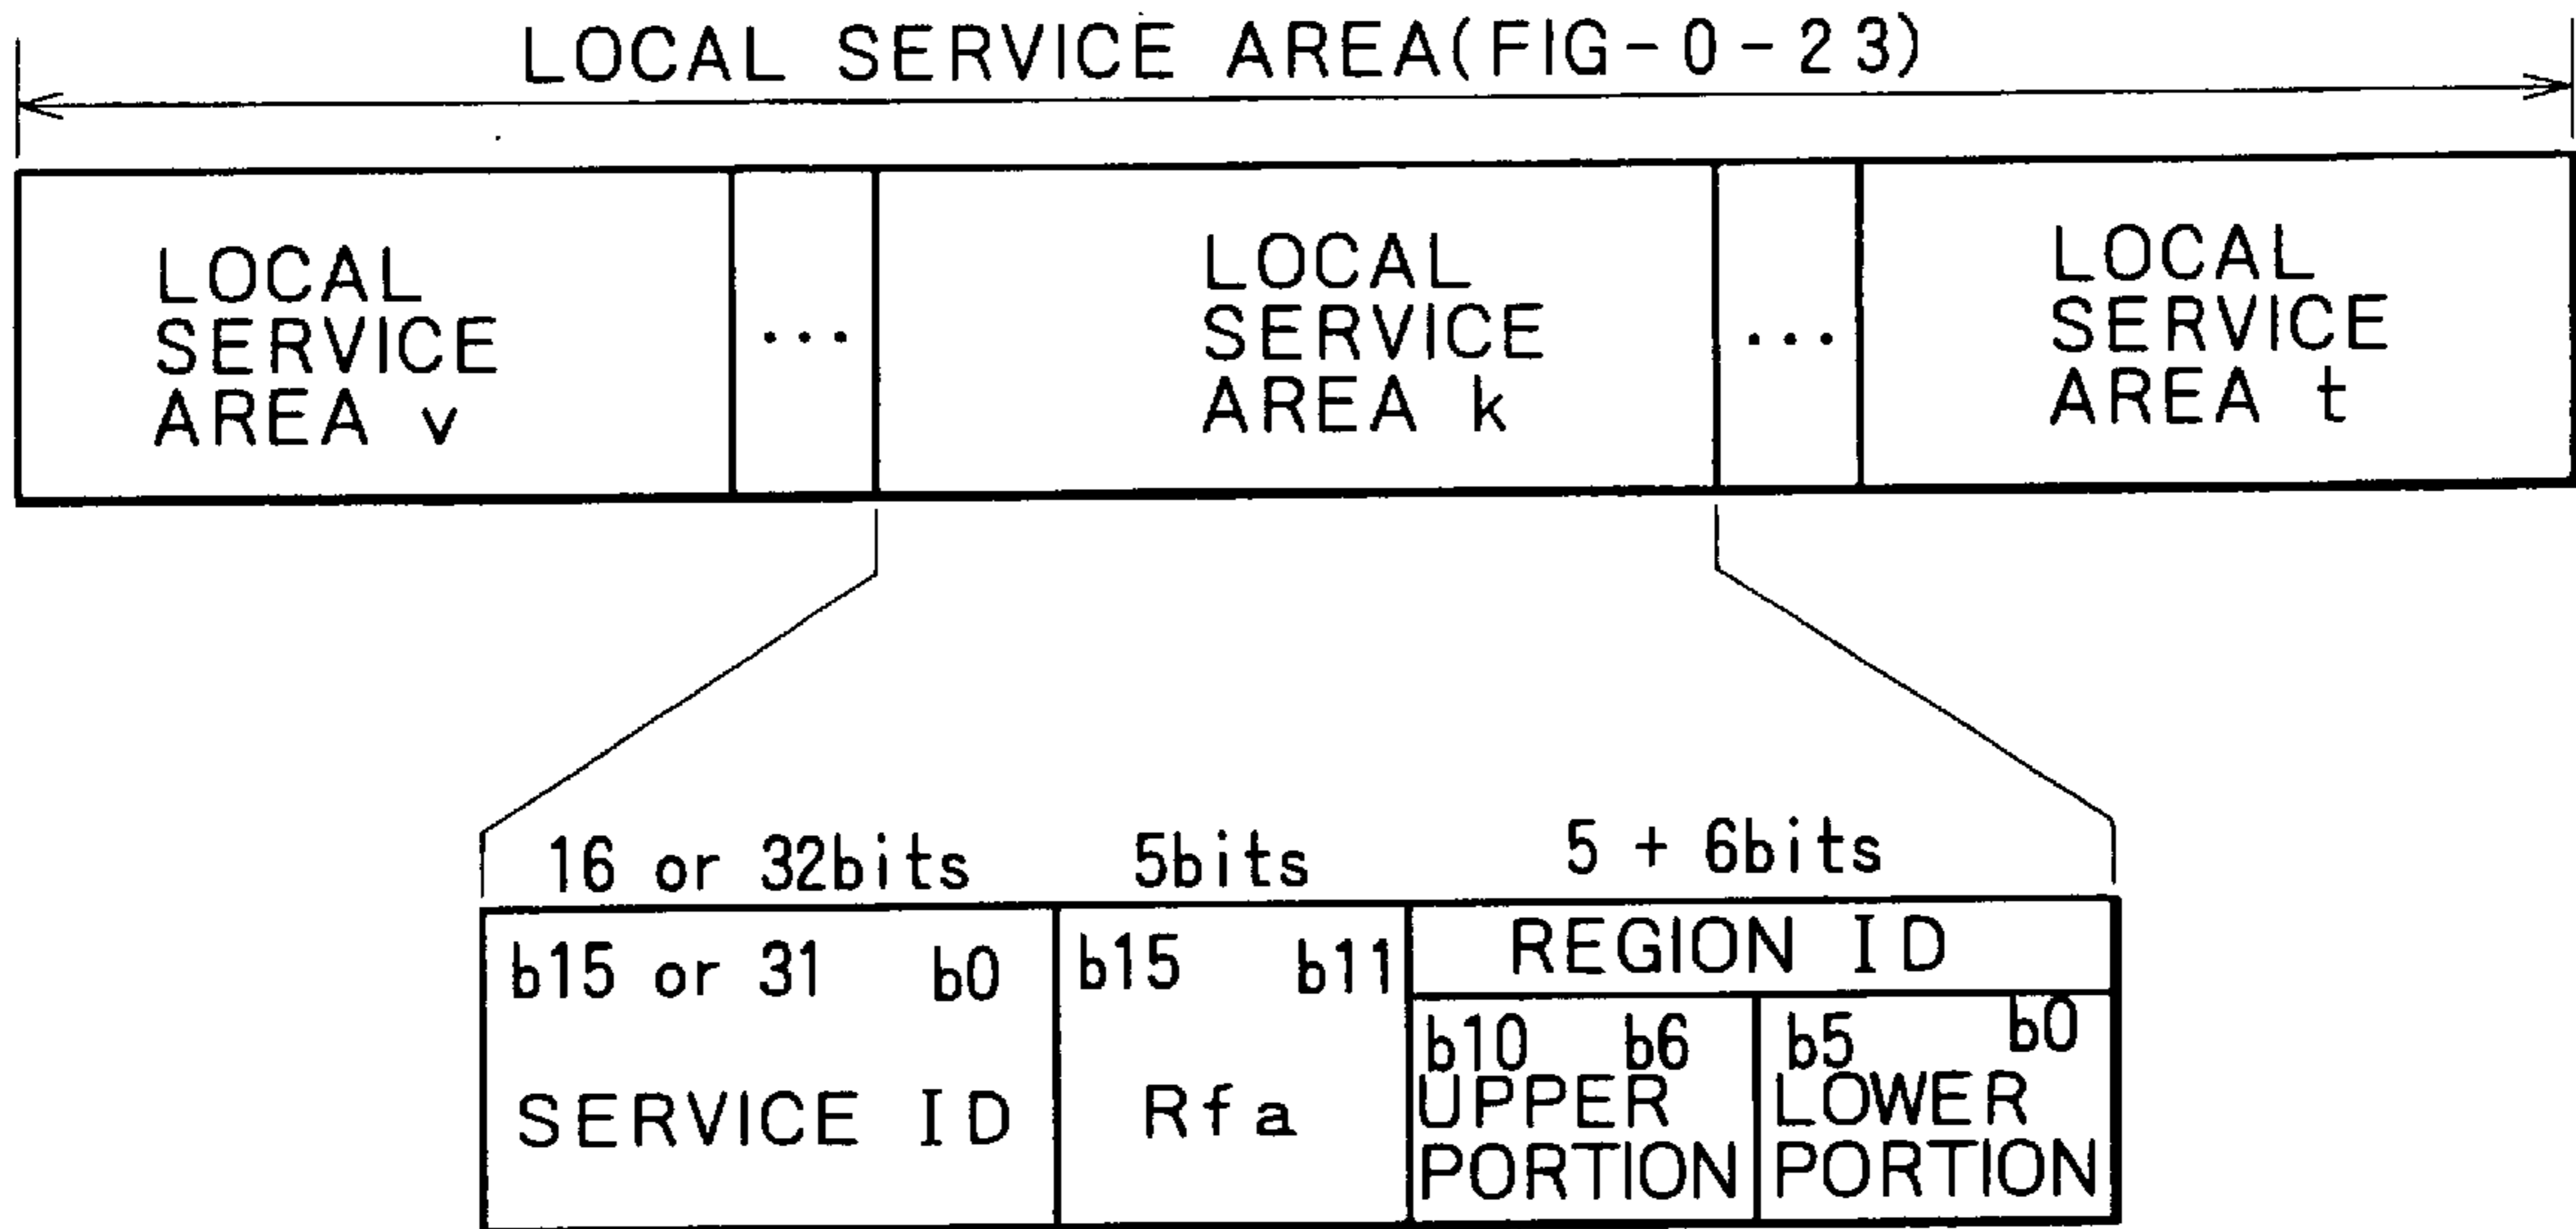 LOCAL SERVICE AREA(FIG-0-23)
LOCAL
SERVICE
AREA v
...
LOCAL
SERVICE
AREA k
...
LOCAL
SERVICE
AREA t
16 or 32bits
5bits
5 + 6bits
b15 or 31 b0
SERVICE ID
b15 b11
Rfa
REGION ID
b10 b6
UPPER
PORTION
b5 b0
LOWER
PORTION